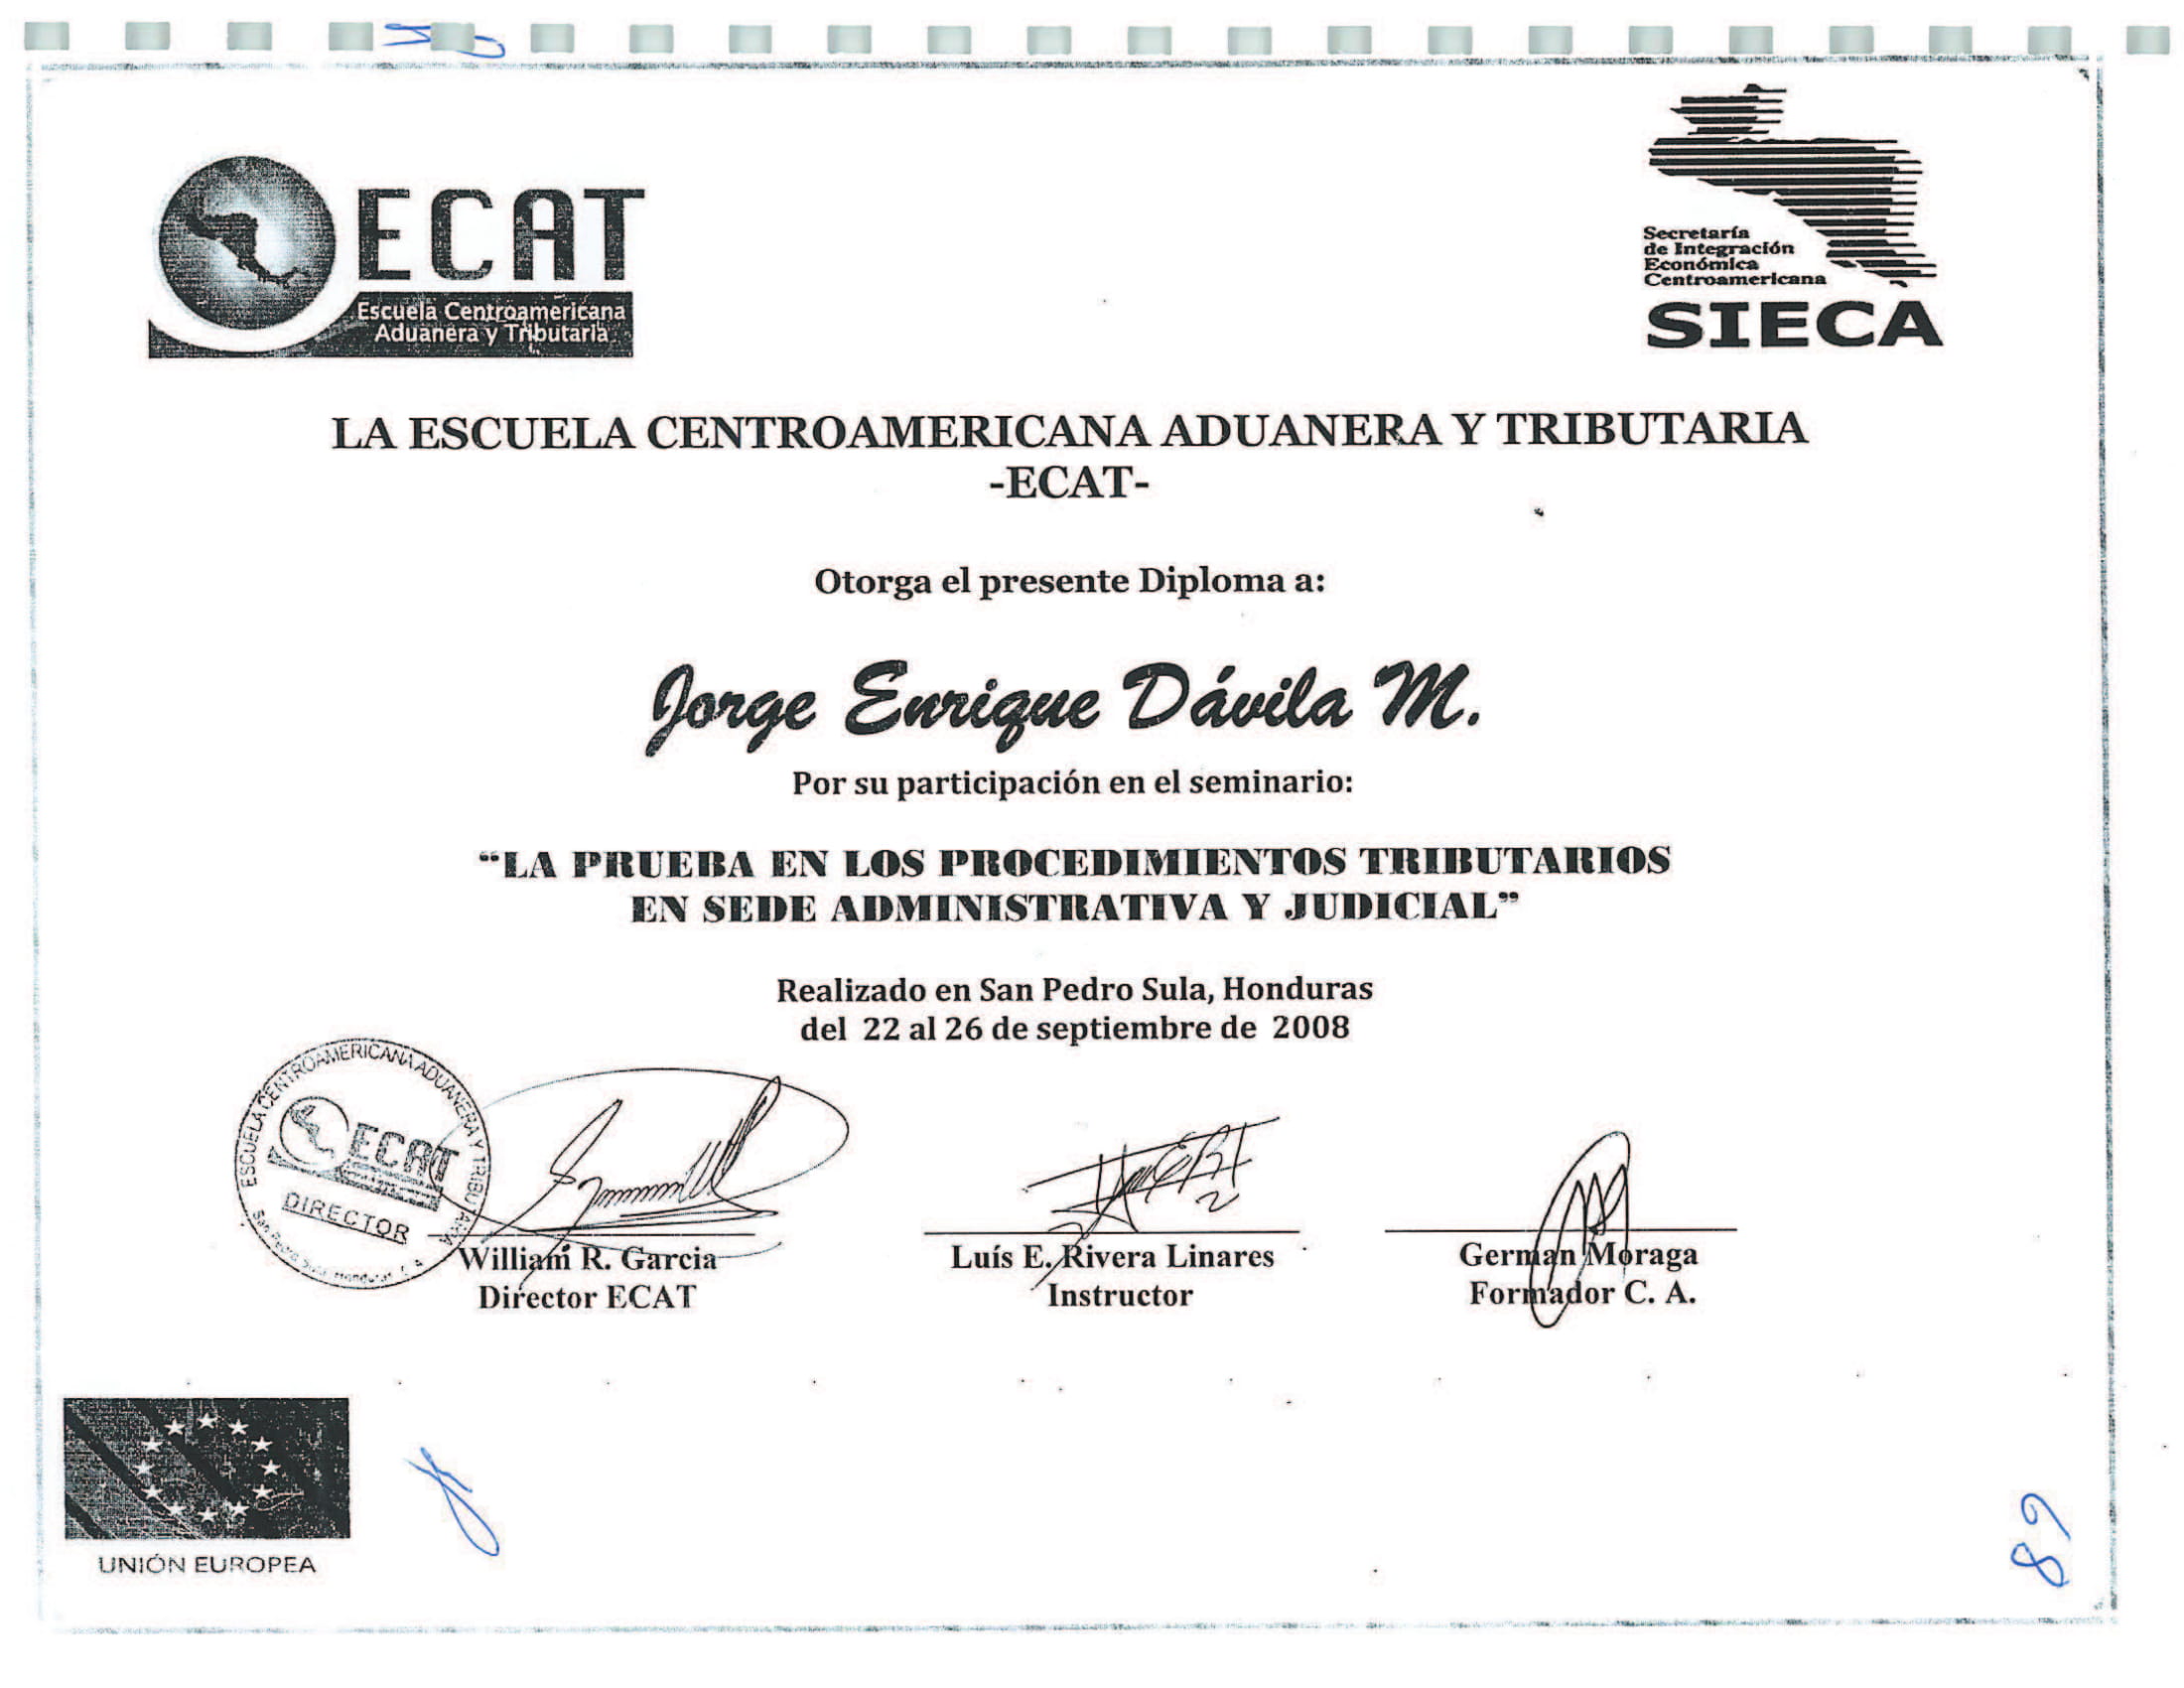 ECAT
Escuela Centroamericana
Aduanera y Tributaria
Secretaría
de Integración
Económica
Centroamericana
SIECA
LA ESCUELA CENTROAMERICANA ADUANERA Y TRIBUTARIA
-ECAT-
Otorga el presente Diploma a:
Jorge Enrique Dávila M.
Por su participación en el seminario:
“LA PRUEBA EN LOS PROCEDIMIENTOS TRIBUTARIOS
EN SEDE ADMINISTRATIVA Y JUDICIAL”
Realizado en San Pedro Sula, Honduras
del 22 al 26 de septiembre de 2008
ESCUELA CENTROAMERICANA ADUANERA Y TRIBUTARIA
ECAT
DIRECTOR
San Pedro Sula, Honduras, C. A.
William R. Garcia
Director ECAT
Luís E. Rivera Linares
Instructor
German Moraga
Formador C. A.
UNIÓN EUROPEA